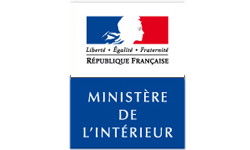 Liberté • Égalité • Fraternité
RÉPUBLIQUE FRANÇAISE
MINISTÈRE
DE
L'INTÉRIEUR